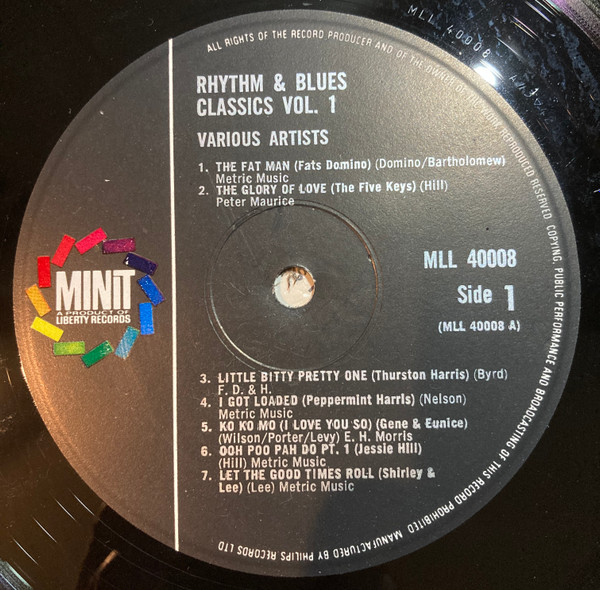 ALL RIGHTS OF THE RECORD PRODUCER AND OF THE OWNER OF THE WORK REPRODUCED RESERVED. COPYING, PUBLIC PERFORMANCE AND BROADCASTING OF THIS RECORD PROHIBITED
MLL 40008
RHYTHM & BLUES
CLASSICS VOL. 1
VARIOUS ARTISTS
1. THE FAT MAN (Fats Domino) (Domino/Bartholomew)
Metric Music
2. THE GLORY OF LOVE (The Five Keys) (Hill)
Peter Maurice
MINIT
A PRODUCT OF
LIBERTY RECORDS
MLL 40008
Side 1
(MLL 40008 A)
3. LITTLE BITTY PRETTY ONE (Thurston Harris) (Byrd)
F. D. & H.
4. I GOT LOADED (Peppermint Harris) (Nelson)
Metric Music
5. KO KO MO (I LOVE YOU SO) (Gene & Eunice)
(Wilson/Porter/Levy) E. H. Morris
6. OOH POO PAH DO PT. 1 (Jessie Hill)
(Hill) Metric Music
7. LET THE GOOD TIMES ROLL (Shirley &
Lee) (Lee) Metric Music
MANUFACTURED BY PHILIPS RECORDS LTD